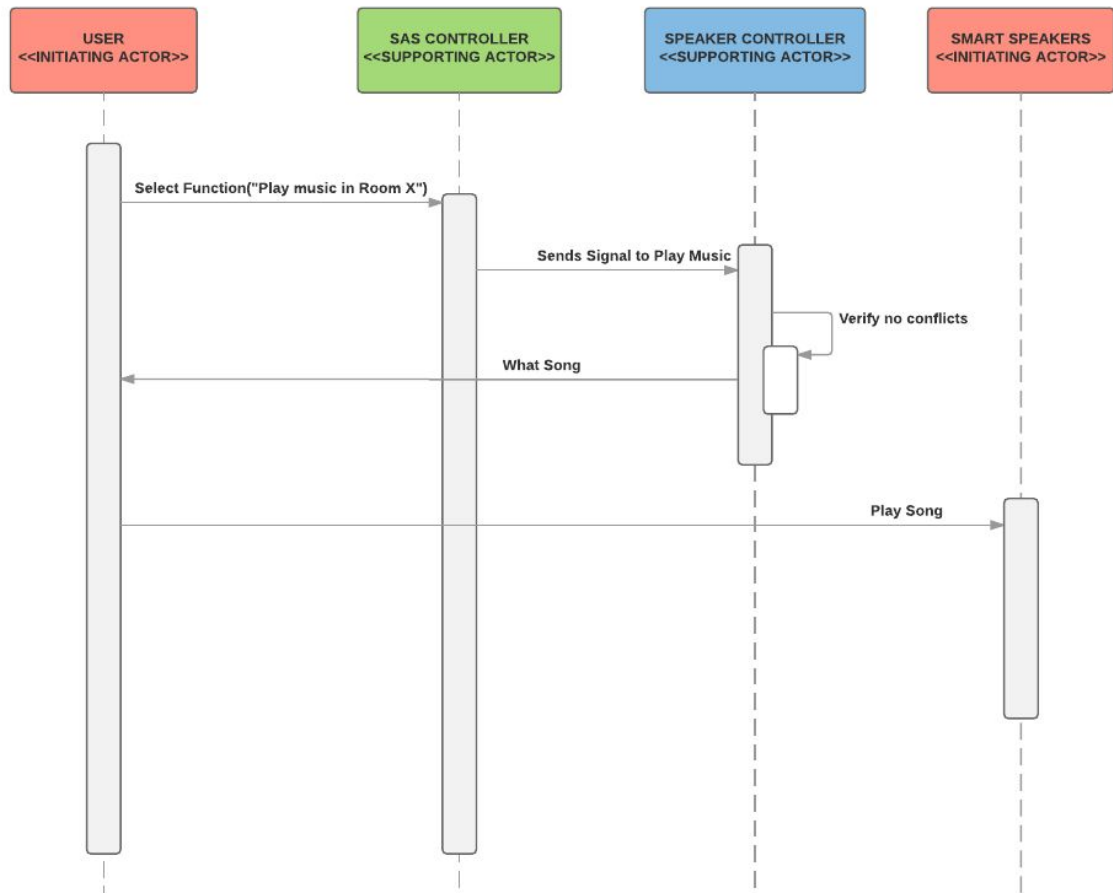 USER
<<INITIATING ACTOR>>
SAS CONTROLLER
<<SUPPORTING ACTOR>>
SPEAKER CONTROLLER
<<SUPPORTING ACTOR>>
SMART SPEAKERS
<<INITIATING ACTOR>>
Select Function("Play music in Room X")
Sends Signal to Play Music
Verify no conflicts
What Song
Play Song